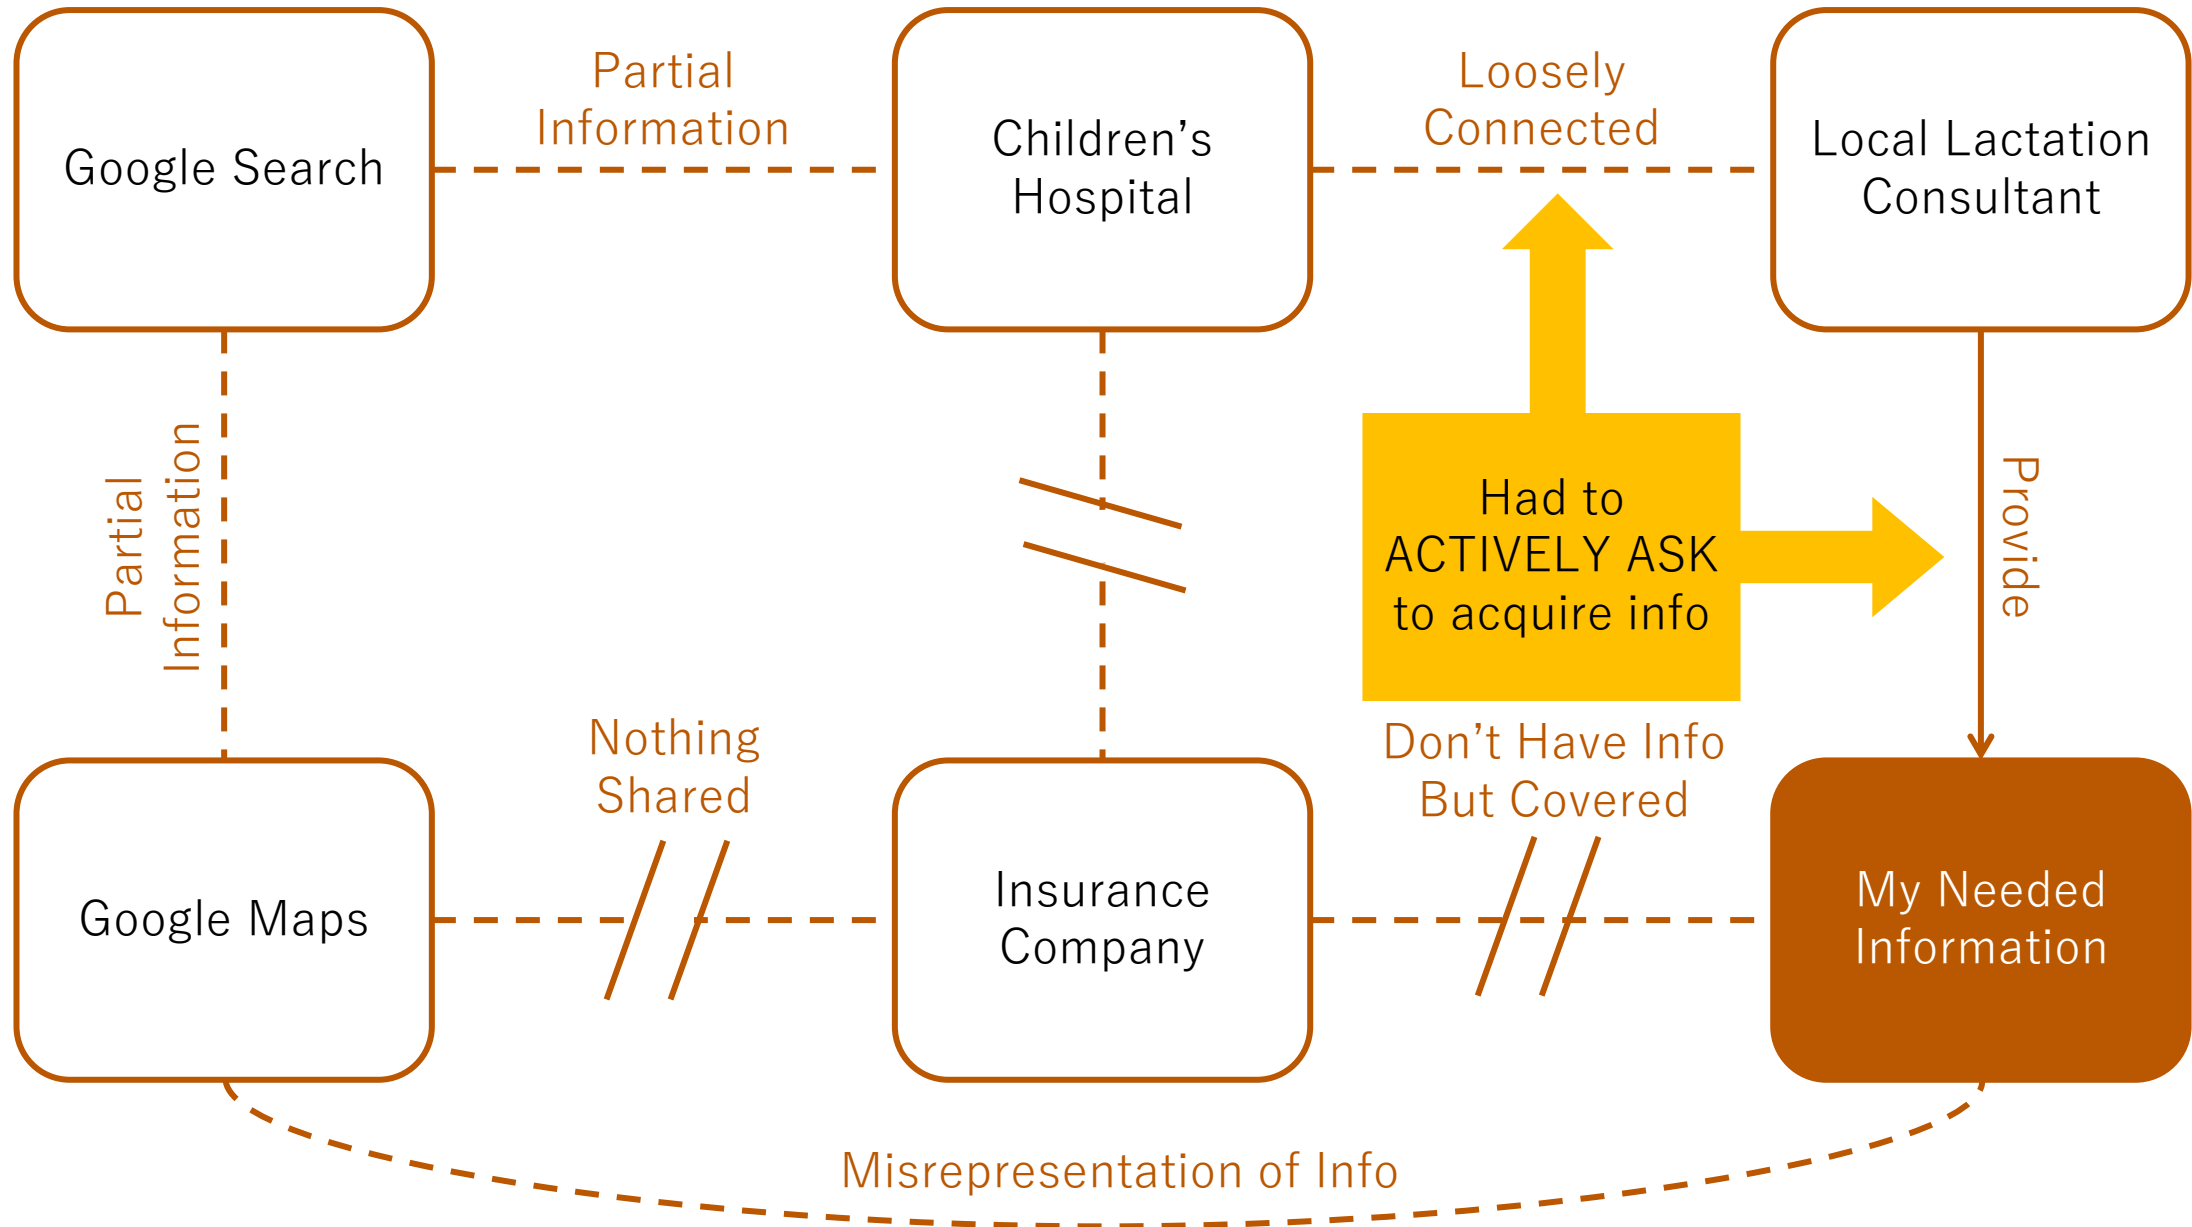 Google Search
Partial
Information
Children’s
Hospital
Loosely
Connected
Local Lactation
Consultant
Partial
Information
Had to
ACTIVELY ASK
to acquire info
Provide
Google Maps
Nothing
Shared
Insurance
Company
Don’t Have Info
But Covered
My Needed
Information
Misrepresentation of Info